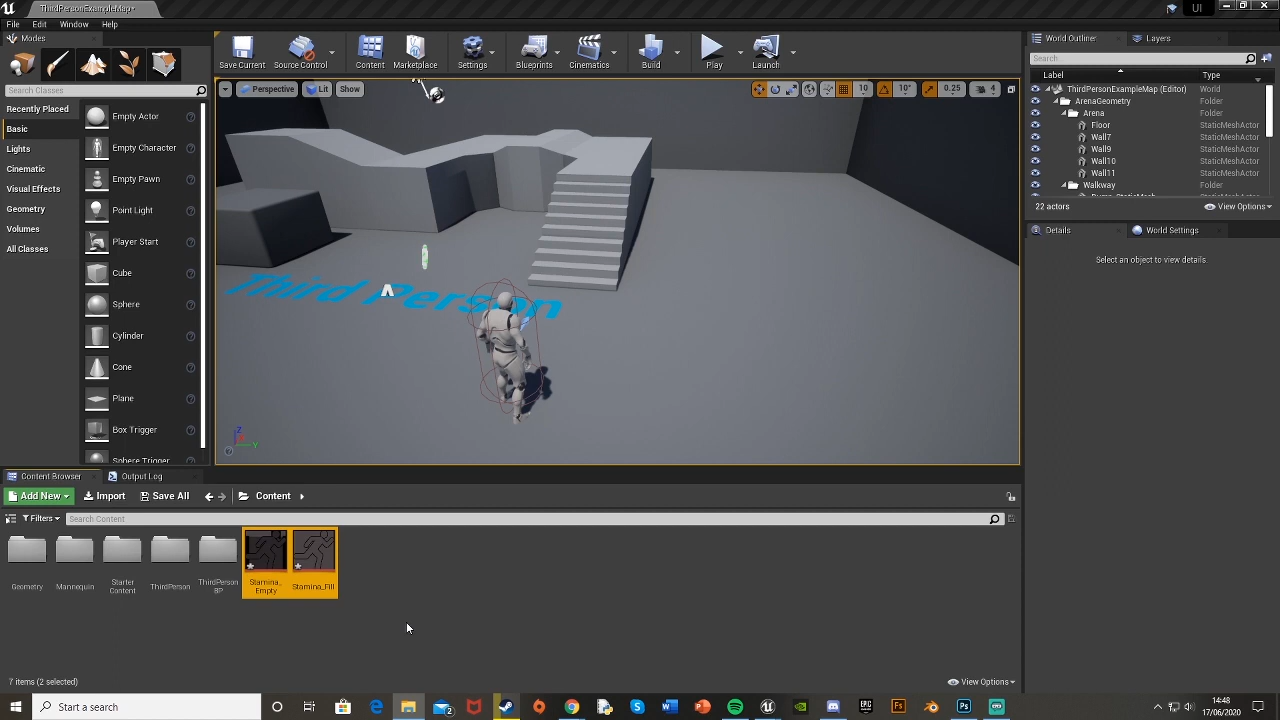 ThirdPersonExampleMap*
UI
File Edit Window Help
Modes
Search Classes
Recently Placed
Basic
Lights
Cinematic
Visual Effects
Geometry
Volumes
All Classes
Empty Actor
Empty Character
Empty Pawn
Point Light
Player Start
Cube
Sphere
Cylinder
Cone
Plane
Box Trigger
Sphere Trigger
Save Current
Source Control
Content
Marketplace
Settings
Blueprints
Cinematics
Build
Play
Launch
Perspective Lit Show
10 10° 0.25 4
Third Person
Z
Y
World Outliner Layers
Search...
Label Type
ThirdPersonExampleMap (Editor) World
ArenaGeometry Folder
Arena Folder
Floor StaticMeshActor
Wall7 StaticMeshActor
Wall9 StaticMeshActor
Wall10 StaticMeshActor
Wall11 StaticMeshActor
Walkway Folder
22 actors View Options
Details World Settings
Select an object to view details.
Content Browser Output Log
Add New Import Save All Content
Filters Search Content
Geometry
Mannequin
Starter
Content
ThirdPerson
ThirdPerson
BP
Stamina_
Empty
Stamina_Fill
7 items (2 selected) View Options
Start a search
2
14:48
17/06/2020